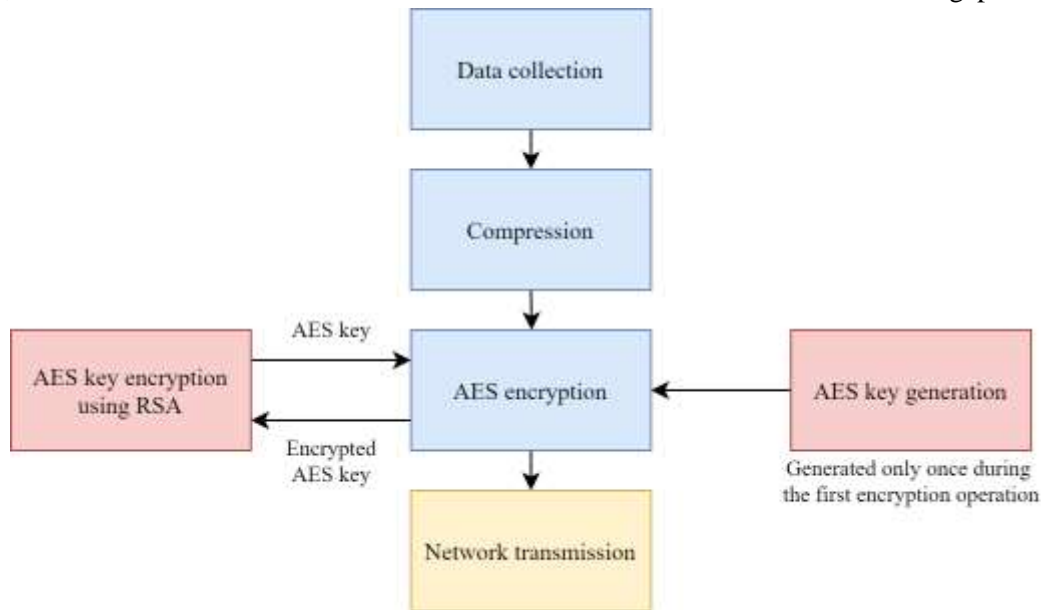 Data collection
Compression
AES key
AES key encryption
using RSA
AES encryption
AES key generation
Encrypted
AES key
Generated only once during
the first encryption operation
Network transmission